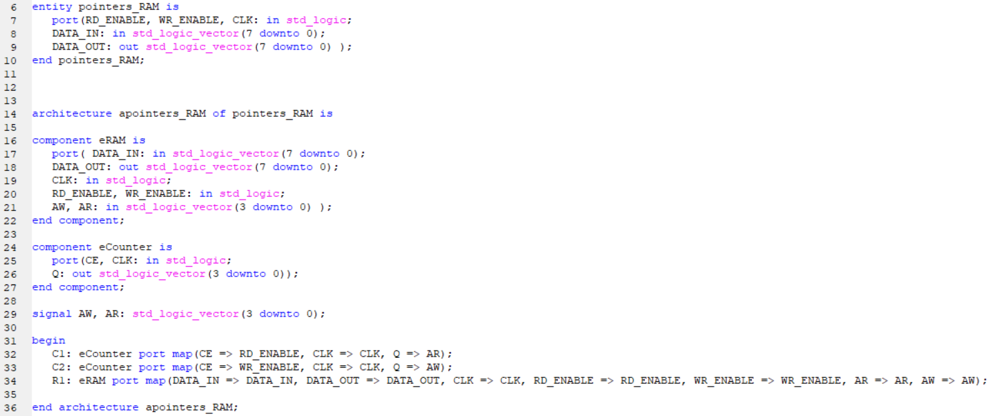 6 entity pointers_RAM is
7 port(RD_ENABLE, WR_ENABLE, CLK: in std_logic;
8 DATA_IN: in std_logic_vector(7 downto 0);
9 DATA_OUT: out std_logic_vector(7 downto 0) );
10 end pointers_RAM;
11
12
13
14 architecture apointers_RAM of pointers_RAM is
15
16 component eRAM is
17 port( DATA_IN: in std_logic_vector(7 downto 0);
18 DATA_OUT: out std_logic_vector(7 downto 0);
19 CLK: in std_logic;
20 RD_ENABLE, WR_ENABLE: in std_logic;
21 AW, AR: in std_logic_vector(3 downto 0) );
22 end component;
23
24 component eCounter is
25 port(CE, CLK: in std_logic;
26 Q: out std_logic_vector(3 downto 0));
27 end component;
28
29 signal AW, AR: std_logic_vector(3 downto 0);
30
31 begin
32 C1: eCounter port map(CE => RD_ENABLE, CLK => CLK, Q => AR);
33 C2: eCounter port map(CE => WR_ENABLE, CLK => CLK, Q => AW);
34 R1: eRAM port map(DATA_IN => DATA_IN, DATA_OUT => DATA_OUT, CLK => CLK, RD_ENABLE => RD_ENABLE, WR_ENABLE => WR_ENABLE, AR => AR, AW => AW);
35
36 end architecture apointers_RAM;